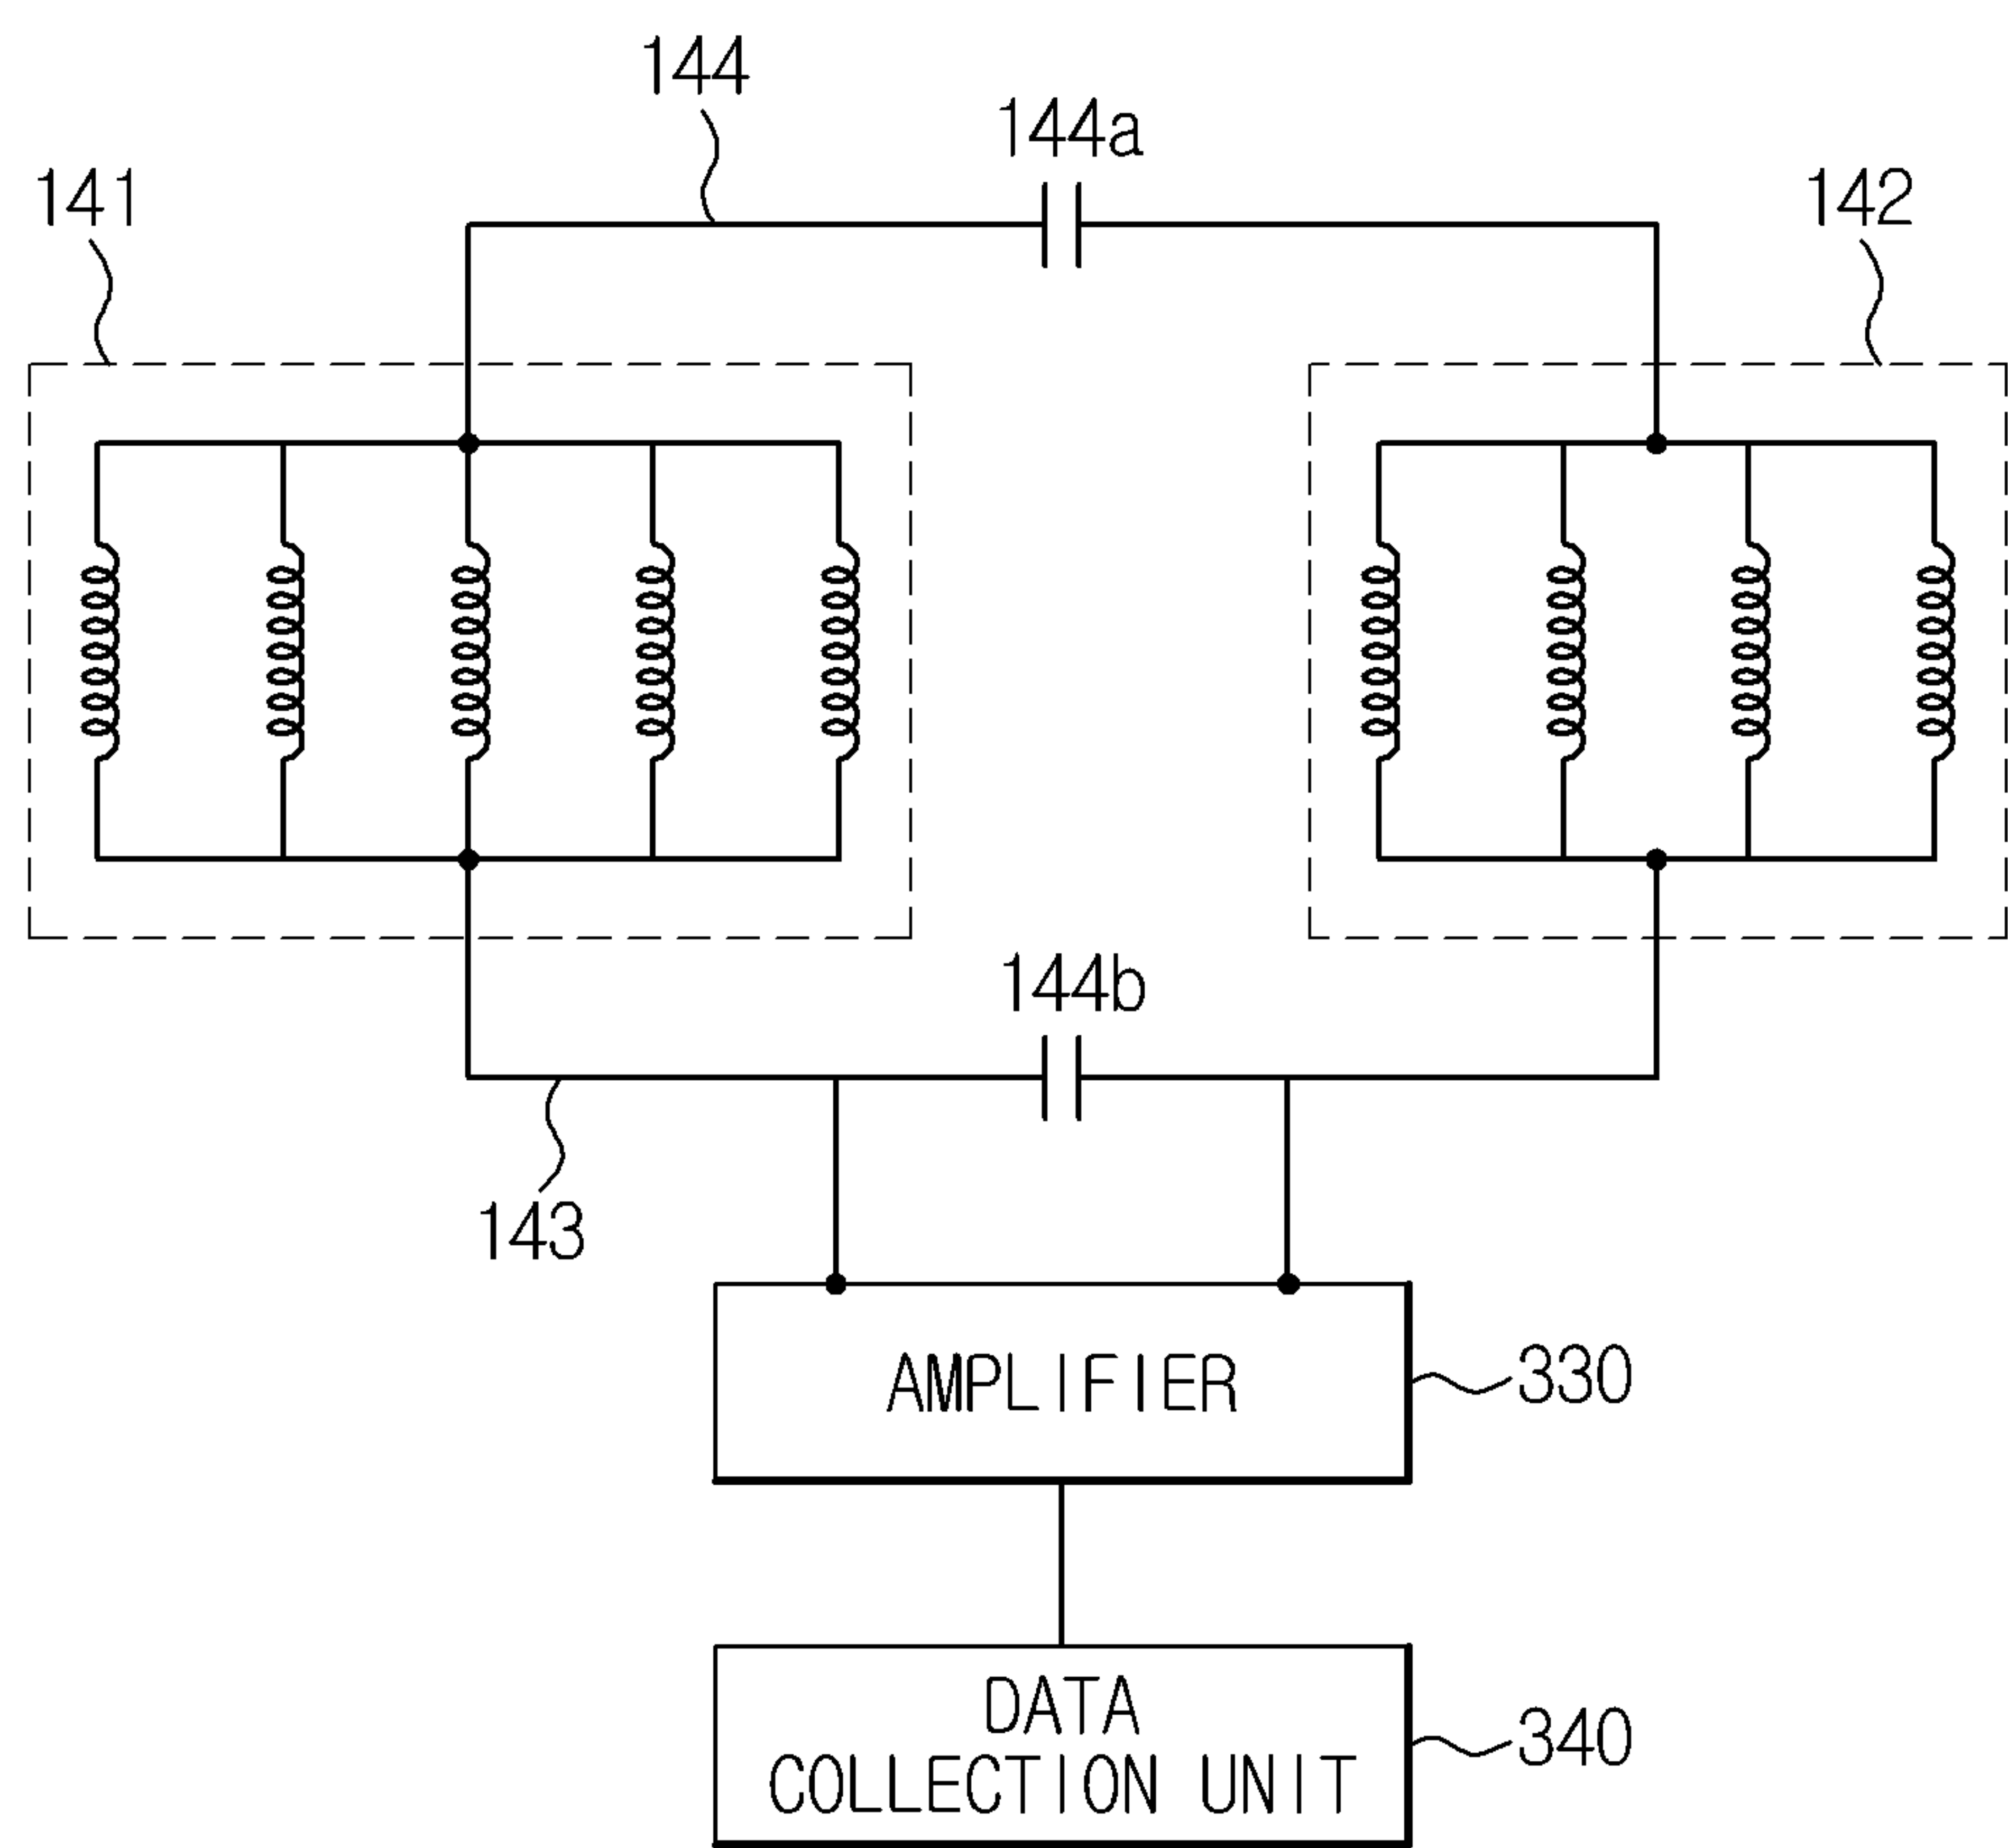 144
144a
141
142
144b
143
AMPLIFIER
330
DATA
COLLECTION UNIT
340